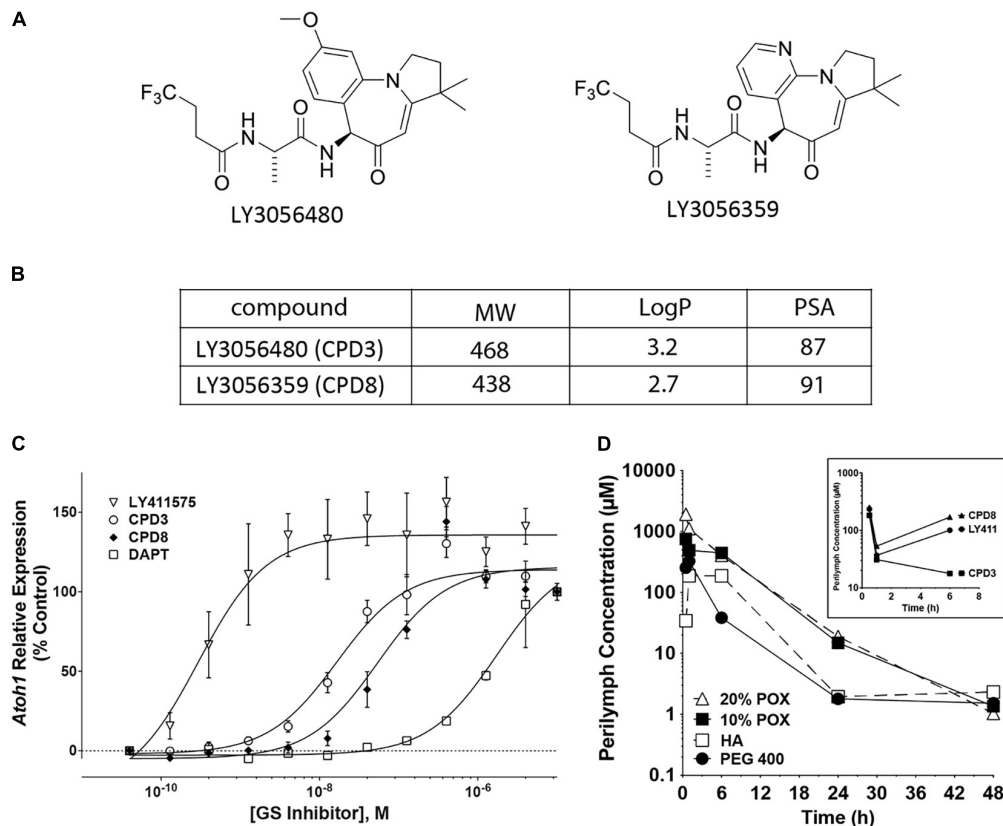 A
O
F₃C
O
H
N
O
N
H
N
O
LY3056480
F₃C
O
H
N
O
N
H
N
N
O
LY3056359
B
compound MW LogP PSA
LY3056480 (CPD3) 468 3.2 87
LY3056359 (CPD8) 438 2.7 91
C
Atoh1 Relative Expression
(% Control)
150
100
50
0
LY411575
CPD3
CPD8
DAPT
10⁻¹⁰ 10⁻⁸ 10⁻⁶
[GS Inhibitor], M
D
Perilymph Concentration (µM)
10000
1000
100
10
1
0.1
20% POX
10% POX
HA
PEG 400
0 6 12 18 24 30 36 42 48
Time (h)
Perilymph Concentration (µM)
1000
100
10
CPD8
LY411
CPD3
0 2 4 6 8
Time (h)